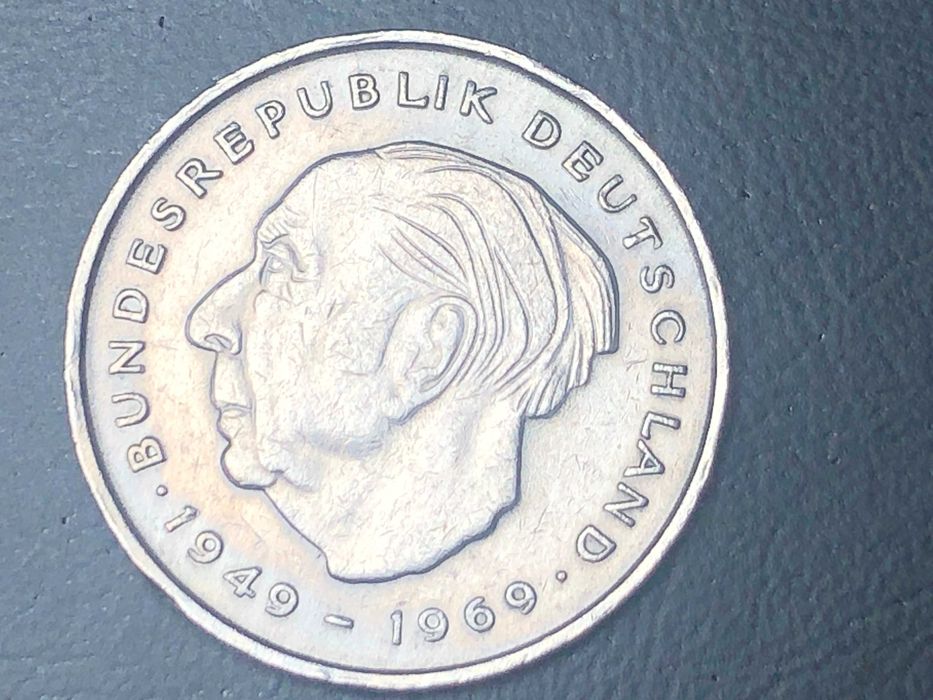 BUNDESREPUBLIK DEUTSCHLAND
· 1949 – 1969 ·